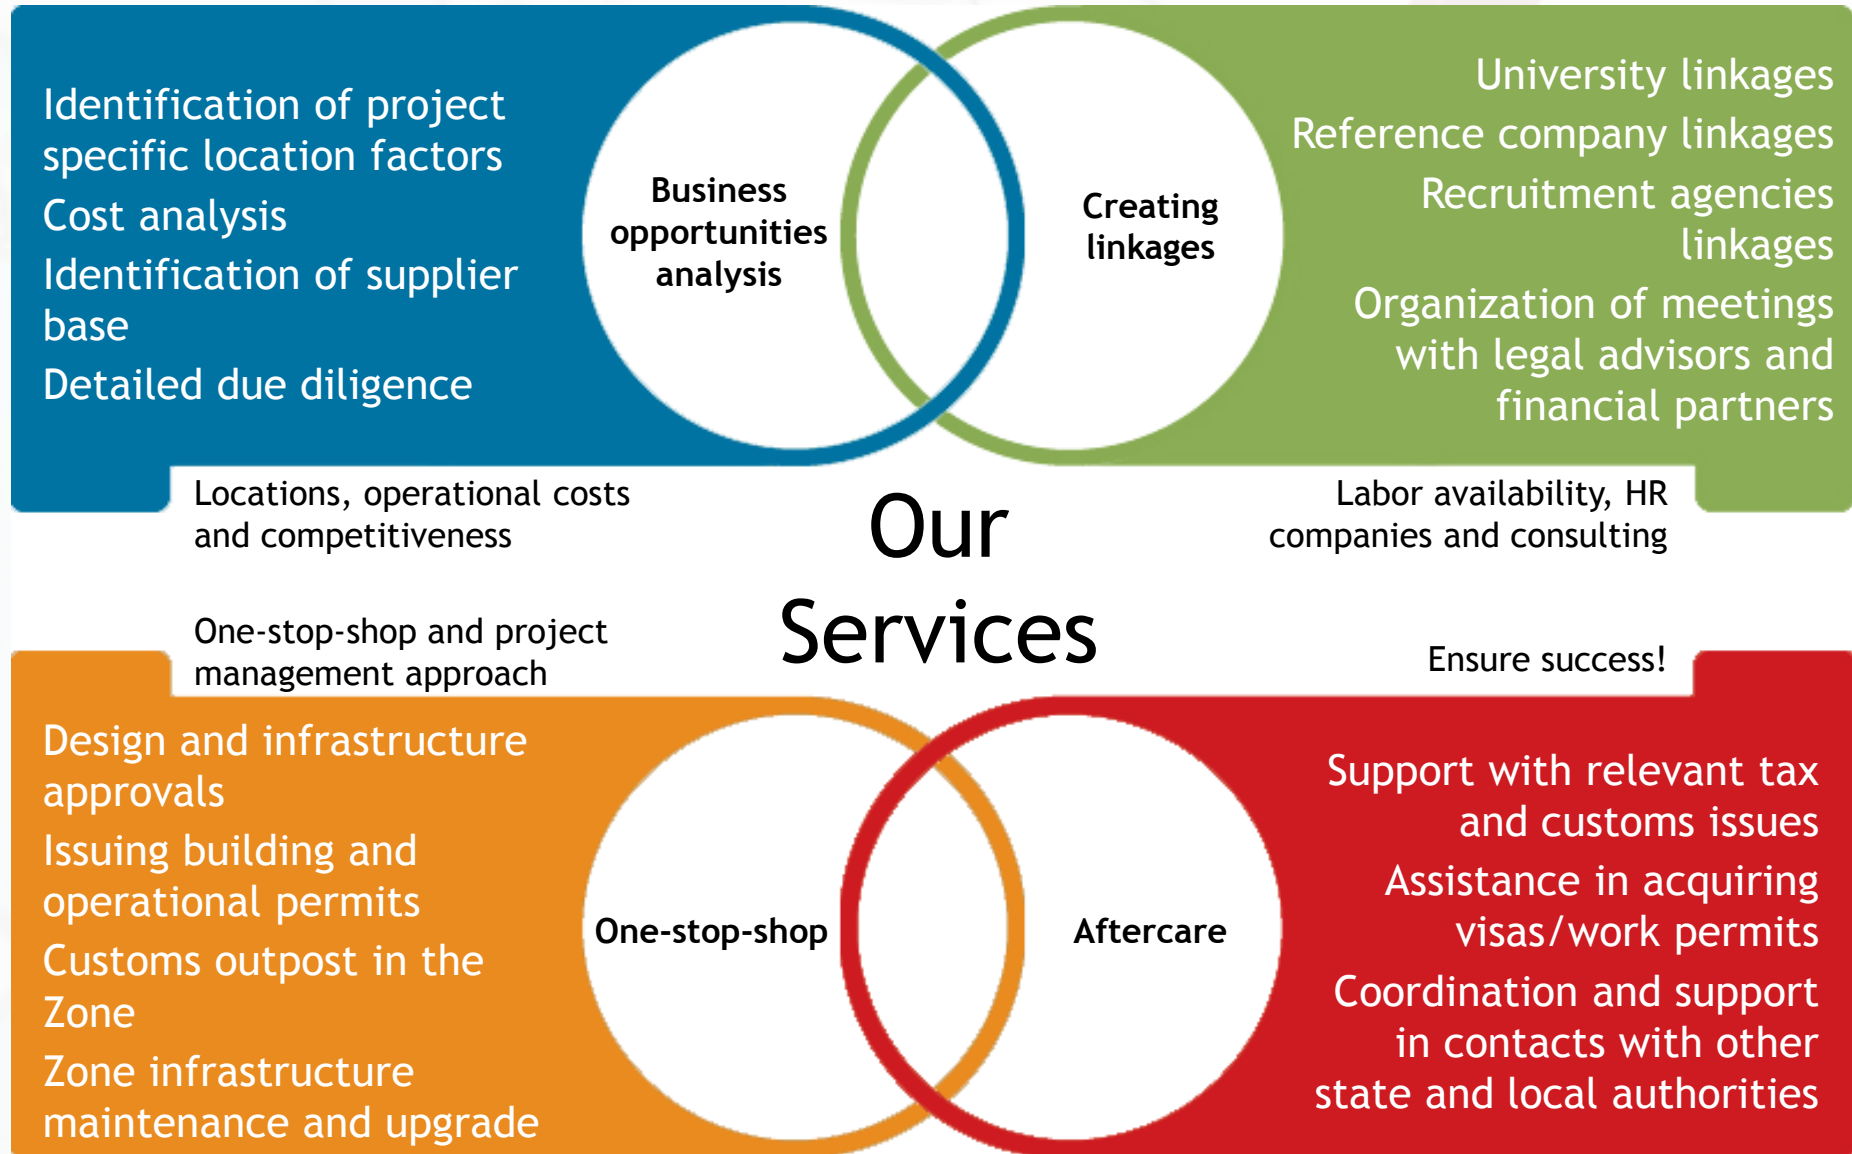 Identification of project
specific location factors
Cost analysis
Identification of supplier
base
Detailed due diligence
Business
opportunities
analysis
Creating
linkages
University linkages
Reference company linkages
Recruitment agencies
linkages
Organization of meetings
with legal advisors and
financial partners
Locations, operational costs
and competitiveness
Our
Services
Labor availability, HR
companies and consulting
One-stop-shop and project
management approach
Ensure success!
Design and infrastructure
approvals
Issuing building and
operational permits
Customs outpost in the
Zone
Zone infrastructure
maintenance and upgrade
One-stop-shop
Aftercare
Support with relevant tax
and customs issues
Assistance in acquiring
visas/work permits
Coordination and support
in contacts with other
state and local authorities